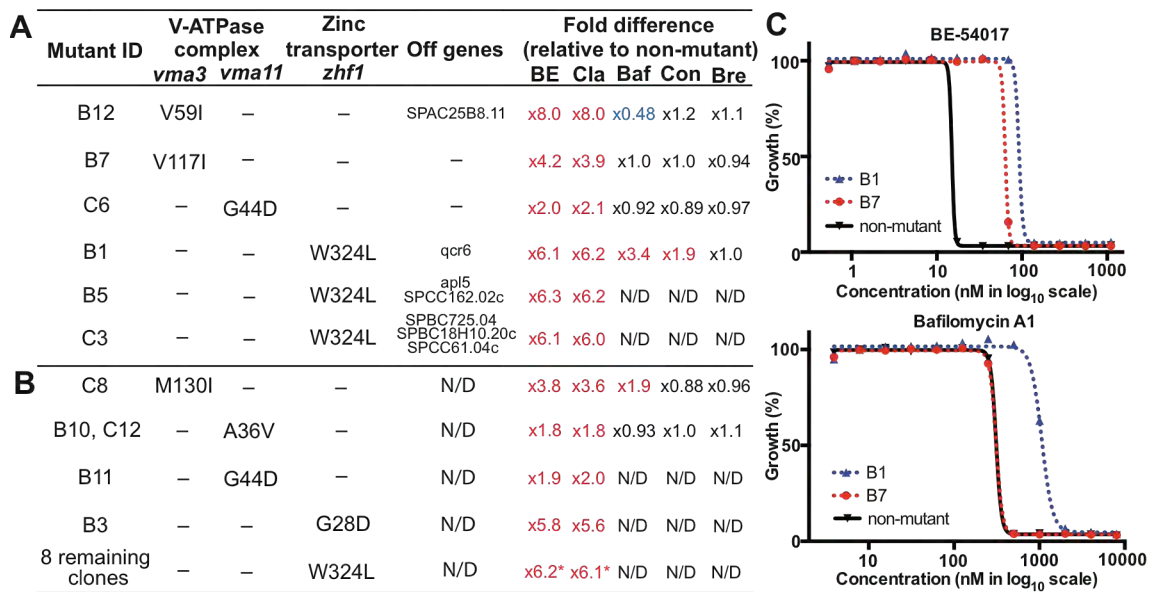 A
Mutant ID V-ATPase complex Zinc transporter Off genes Fold difference (relative to non-mutant)
vma3 vma11 zhf1 BE Cla Baf Con Bre
B12 V59I – – SPAC25B8.11 x8.0 x8.0 x0.48 x1.2 x1.1
B7 V117I – – – x4.2 x3.9 x1.0 x1.0 x0.94
C6 – G44D – – x2.0 x2.1 x0.92 x0.89 x0.97
B1 – – W324L qcr6 x6.1 x6.2 x3.4 x1.9 x1.0
B5 – – W324L apl5 SPCC162.02c x6.3 x6.2 N/D N/D N/D
C3 – – W324L SPBC725.04 SPBC18H10.20c SPCC61.04c x6.1 x6.0 N/D N/D N/D
B
C8 M130I – – N/D x3.8 x3.6 x1.9 x0.88 x0.96
B10, C12 – A36V – N/D x1.8 x1.8 x0.93 x1.0 x1.1
B11 – G44D – N/D x1.9 x2.0 N/D N/D N/D
B3 – – G28D N/D x5.8 x5.6 N/D N/D N/D
8 remaining clones – – W324L N/D x6.2* x6.1* N/D N/D N/D
C
BE-54017
Growth (%)
100
50
0
B1
B7
non-mutant
1 10 100 1000
Concentration (nM in log10 scale)
Bafilomycin A1
Growth (%)
100
50
0
B1
B7
non-mutant
10 100 1000 10000
Concentration (nM in log10 scale)